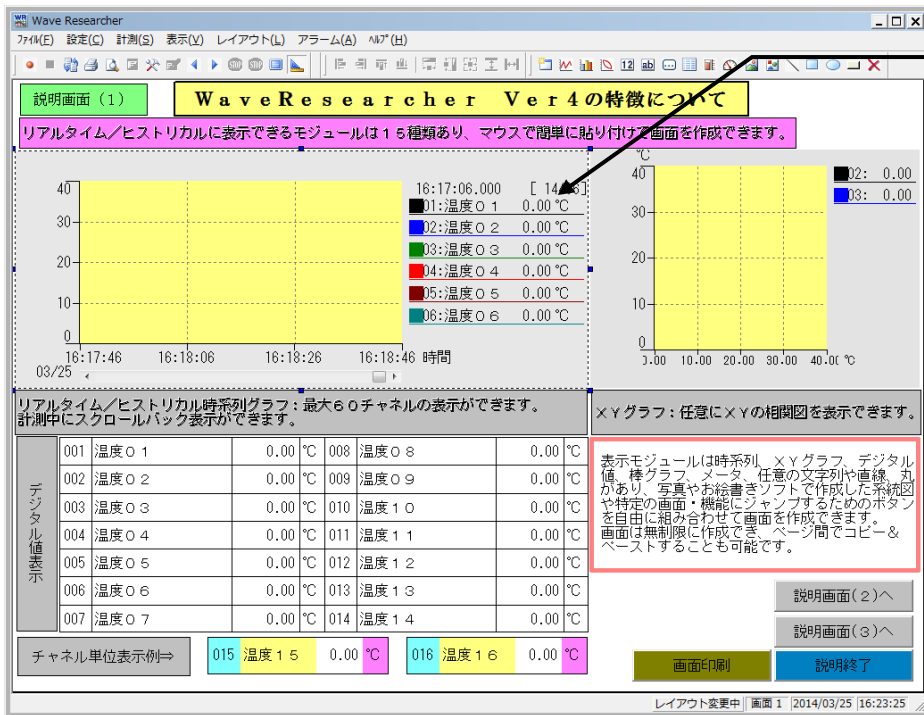 Wave Researcher
ﾌｧｲﾙ(F) 設定(C) 計測(S) 表示(V) レイアウト(L) アラーム(A) ﾍﾙﾌﾟ(H)
説明画面（１）
ＷａｖｅＲｅｓｅａｒｃｈｅｒ　Ｖｅｒ４の特徴について
リアルタイム／ヒストリカルに表示できるモジュールは１５種類あり、マウスで簡単に貼り付けて画面を作成できます。
40
30
20
10
0
16:17:46 16:18:06 16:18:26 16:18:46 時間
03/25
16:17:06.000
01:温度０１ 0.00 ℃
02:温度０２ 0.00 ℃
03:温度０３ 0.00 ℃
04:温度０４ 0.00 ℃
05:温度０５ 0.00 ℃
06:温度０６ 0.00 ℃
℃
40
30
20
10
0
10.00 20.00 30.00 ℃
02: 0.00
03: 0.00
リアルタイム／ヒストリカル時系列グラフ：最大６０チャネルの表示ができます。
計測中にスクロールバック表示ができます。
ＸＹグラフ：任意にＸＹの相関図を表示できます。
デジタル値表示
001 温度０１ 0.00 ℃ 008 温度０８ 0.00 ℃
002 温度０２ 0.00 ℃ 009 温度０９ 0.00 ℃
003 温度０３ 0.00 ℃ 010 温度１０ 0.00 ℃
004 温度０４ 0.00 ℃ 011 温度１１ 0.00 ℃
005 温度０５ 0.00 ℃ 012 温度１２ 0.00 ℃
006 温度０６ 0.00 ℃ 013 温度１３ 0.00 ℃
007 温度０７ 0.00 ℃ 014 温度１４ 0.00 ℃
表示モジュールは時系列、ＸＹグラフ、デジタル
値、棒グラフ、メータ、任意の文字列や直線、丸
があり、写真やお絵書きソフトで作成した系統図
や特定の画面・機能にジャンプするためのボタン
を自由に組み合わせて画面を作成できます。
画面は無制限に作成でき、ページ間でコピー＆
ペーストすることも可能です。
チャネル単位表示例⇒
015 温度１５ 0.00 ℃
016 温度１６ 0.00 ℃
説明画面(２)へ
説明画面(３)へ
画面印刷
説明終了
レイアウト変更中 画面 1 2014/03/25 16:23:25